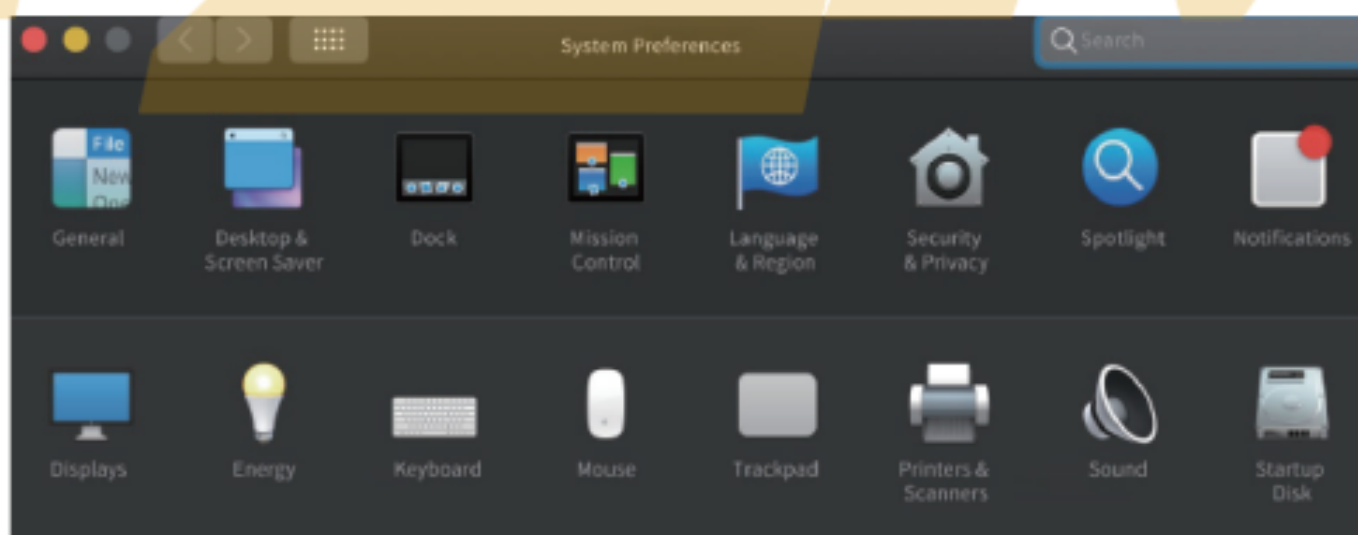 System Preferences
Search
File
New
One
General
Desktop &
Screen Saver
Dock
Mission
Control
Language
& Region
Security
& Privacy
Spotlight
Notifications
Displays
Energy
Keyboard
Mouse
Trackpad
Printers &
Scanners
Sound
Startup
Disk